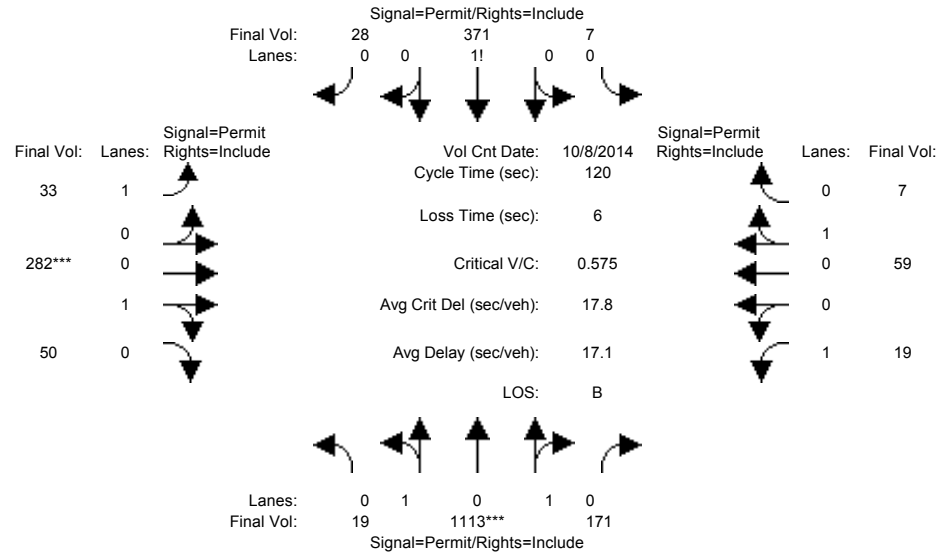 Signal=Permit/Rights=Include
Final Vol: 28 371 7
Lanes: 0 0 1! 0 0
Signal=Permit Signal=Permit
Final Vol: Lanes: Rights=Include Vol Cnt Date: 10/8/2014 Rights=Include Lanes: Final Vol:
Cycle Time (sec): 120
33 1 0 7
Loss Time (sec): 6
0 1
282*** 0 Critical V/C: 0.575 0 59
1 Avg Crit Del (sec/veh): 17.8 0
50 0 Avg Delay (sec/veh): 17.1 1 19
LOS: B
Lanes: 0 1 0 1 0
Final Vol: 19 1113*** 171
Signal=Permit/Rights=Include